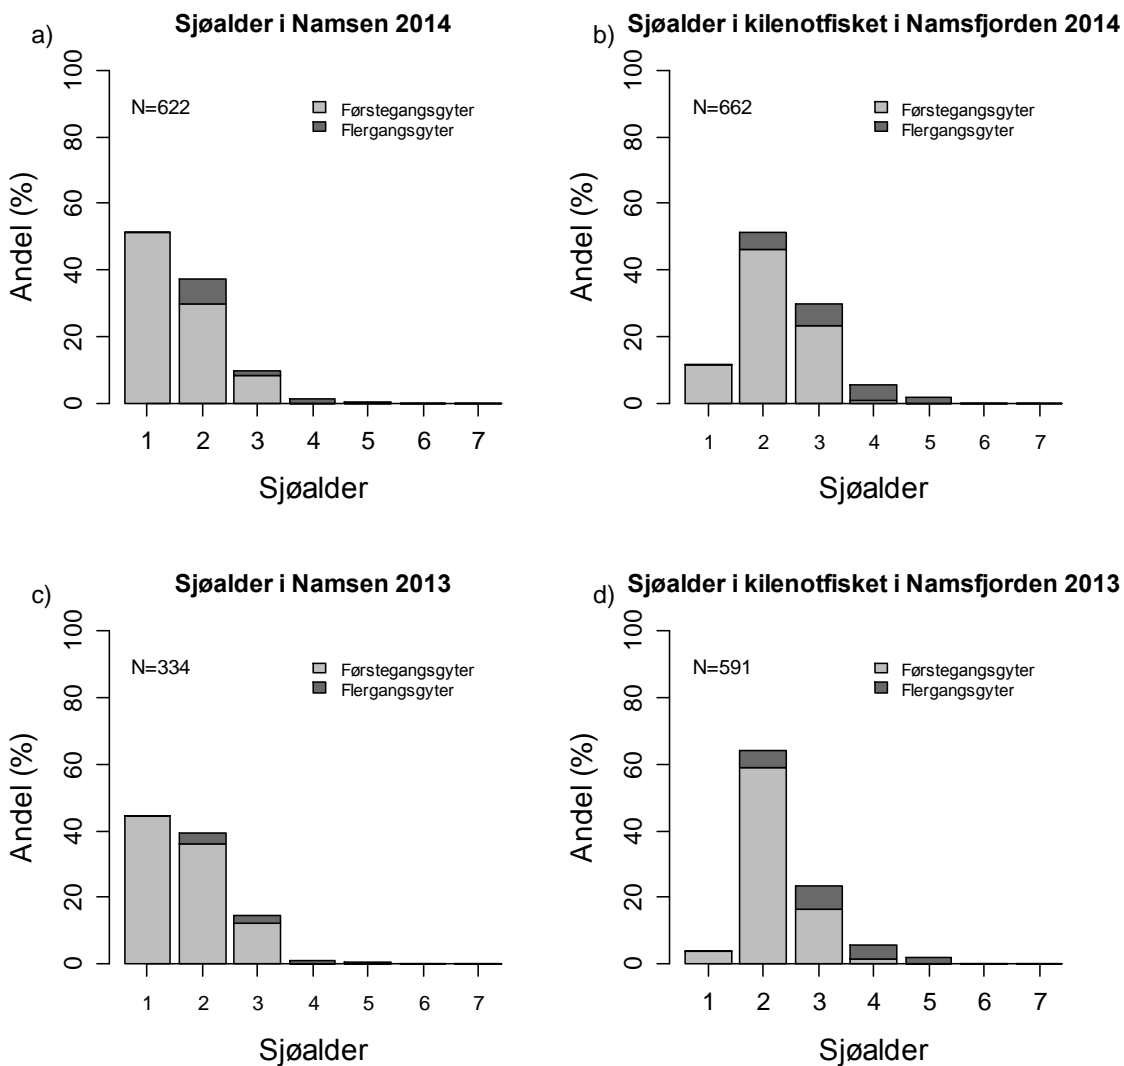 a)
Sjøalder i Namsen 2014
N=622
Førstegangsgyter
Flergangsgyter
Andel (%)
100
80
60
40
20
0
1 2 3 4 5 6 7
Sjøalder
b)
Sjøalder i kilenotfisket i Namsfjorden 2014
N=662
Førstegangsgyter
Flergangsgyter
Andel (%)
100
80
60
40
20
0
1 2 3 4 5 6 7
Sjøalder
c)
Sjøalder i Namsen 2013
N=334
Førstegangsgyter
Flergangsgyter
Andel (%)
100
80
60
40
20
0
1 2 3 4 5 6 7
Sjøalder
d)
Sjøalder i kilenotfisket i Namsfjorden 2013
N=591
Førstegangsgyter
Flergangsgyter
Andel (%)
100
80
60
40
20
0
1 2 3 4 5 6 7
Sjøalder